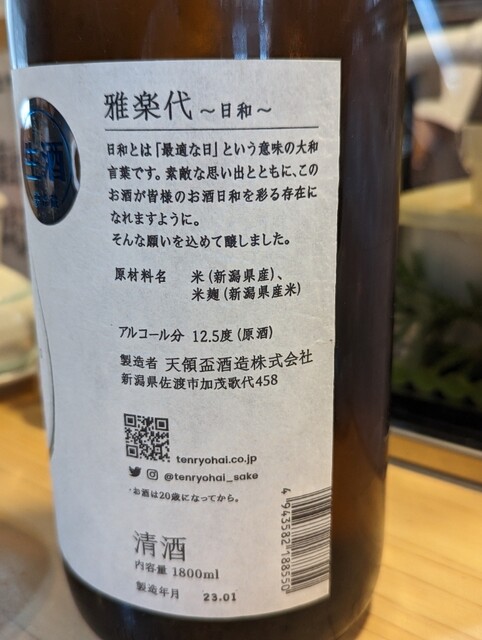 雅楽代 ～日和～
日和とは「最適な日」という意味の大和
言葉です。素敵な思い出とともに、この
お酒が皆様のお酒日和を彩る存在に
なれますように。
そんな願いを込めて醸しました。
原材料名 米(新潟県産)、
米麹(新潟県産米)
アルコール分 12.5度(原酒)
製造者 天領盃酒造株式会社
新潟県佐渡市加茂歌代458
tenryohai.co.jp
@tenryohai_sake
お酒は20歳になってから。
清酒
内容量 1800ml
製造年月 23.01
4 943582 188550
生酒